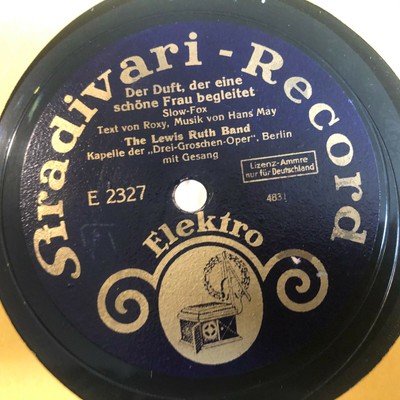 Stradivari-Record
Der Duft, der eine
schöne Frau begleitet
Slow-Fox
Text von Roxy, Musik von Hans May
The Lewis Ruth Band
Kapelle der „Drei-Groschen-Oper“, Berlin
mit Gesang
Lizenz-Ammre
nur für Deutschland
E 2327
4831
Elektro